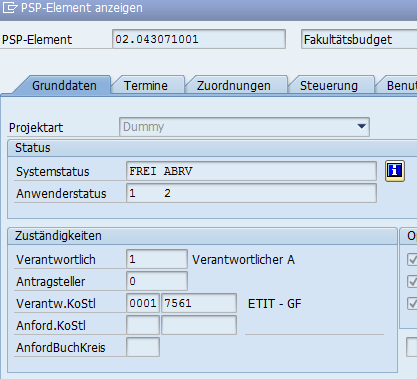 PSP-Element anzeigen
PSP-Element 02.043071001 Fakultätsbudget
Grunddaten Termine Zuordnungen Steuerung Benut
Projektart Dummy
Status
Systemstatus FREI ABRV
Anwenderstatus 1 2
Zuständigkeiten O
Verantwortlich 1 Verantwortlicher A
Antragsteller 0
Verantw.KoStl 0001 7561 ETIT - GF
Anford.KoStl
AnfordBuchKreis